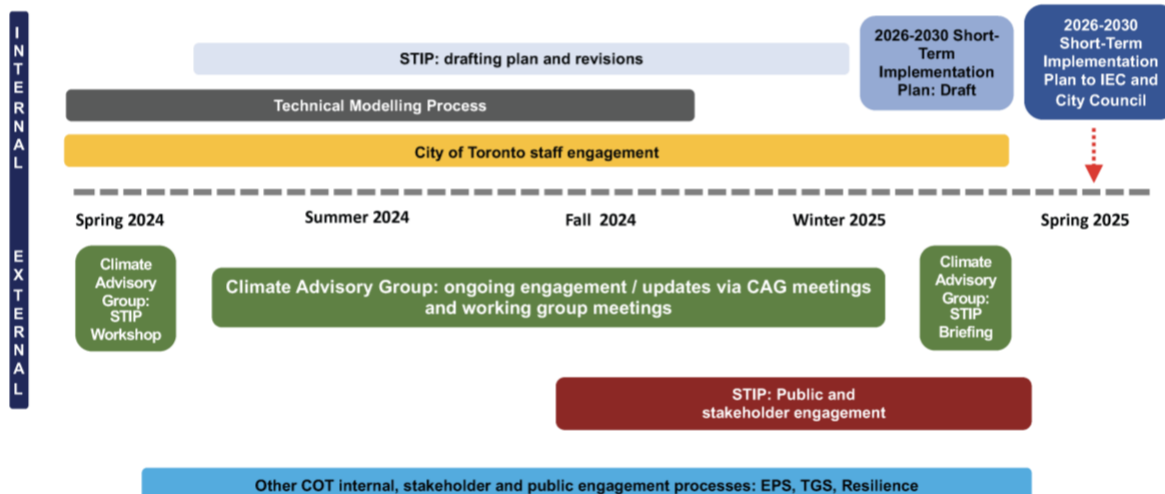 INTERNAL
STIP: drafting plan and revisions
2026-2030 Short-
Term
Implementation
Plan: Draft
2026-2030
Short-Term
Implementation
Plan to IEC and
City Council
Technical Modelling Process
City of Toronto staff engagement
Spring 2024
Summer 2024
Fall 2024
Winter 2025
Spring 2025
EXTERNAL
Climate
Advisory
Group:
STIP
Workshop
Climate Advisory Group: ongoing engagement / updates via CAG meetings
and working group meetings
Climate
Advisory
Group:
STIP
Briefing
STIP: Public and
stakeholder engagement
Other COT internal, stakeholder and public engagement processes: EPS, TGS, Resilience